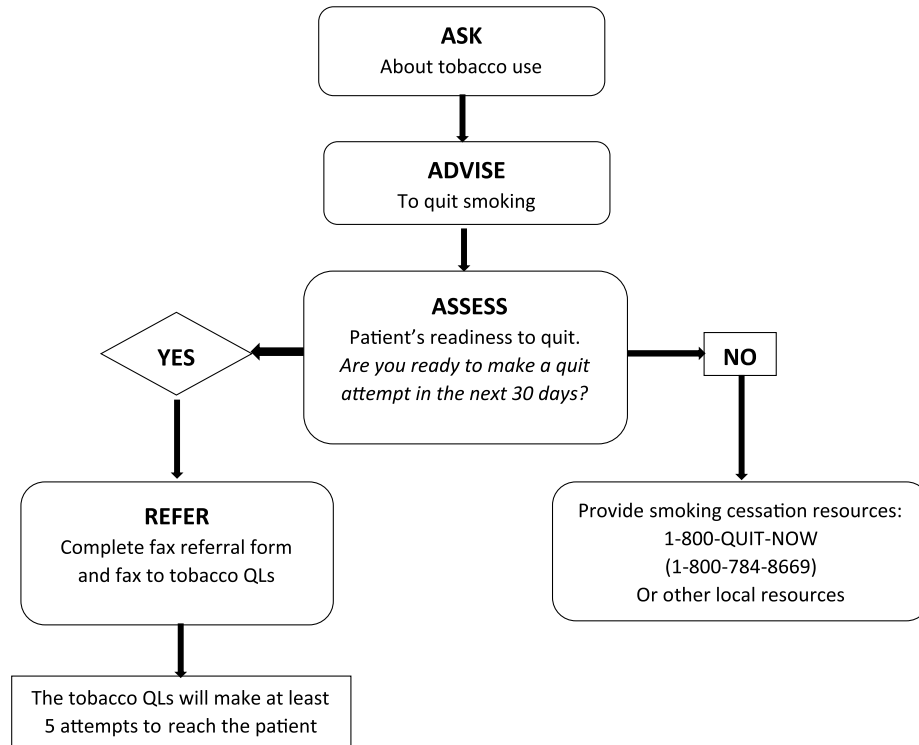 ASK
About tobacco use
ADVISE
To quit smoking
ASSESS
Patient’s readiness to quit.
Are you ready to make a quit
attempt in the next 30 days?
YES
NO
REFER
Complete fax referral form
and fax to tobacco QLs
Provide smoking cessation resources:
1-800-QUIT-NOW
(1-800-784-8669)
Or other local resources
The tobacco QLs will make at least
5 attempts to reach the patient